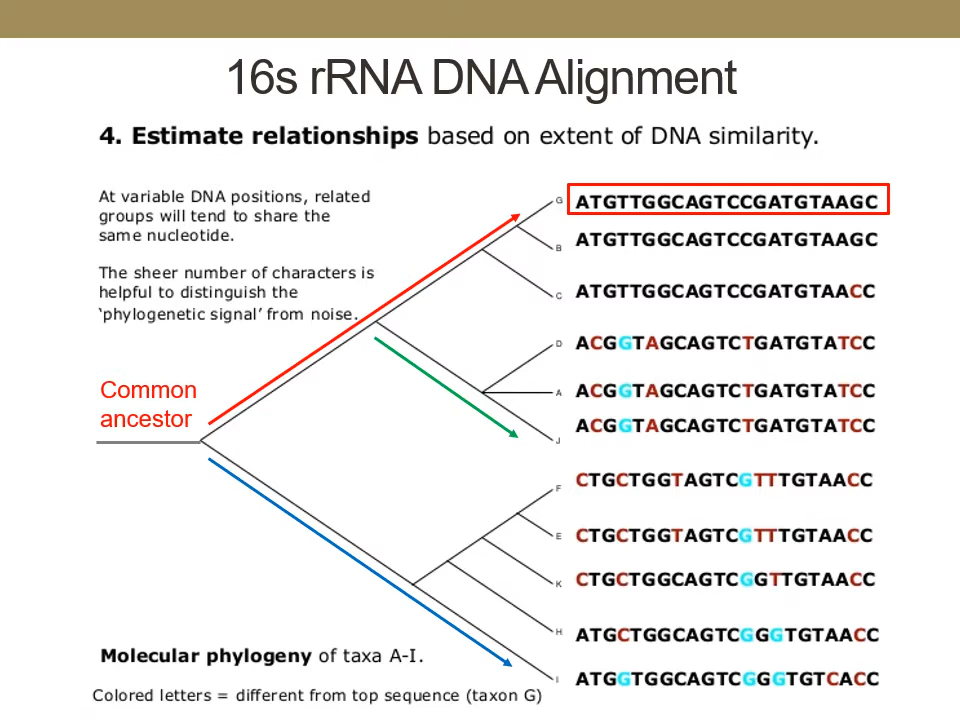 16s rRNA DNA Alignment
4. Estimate relationships based on extent of DNA similarity.
At variable DNA positions, related
groups will tend to share the
same nucleotide.
The sheer number of characters is
helpful to distinguish the
‘phylogenetic signal’ from noise.
Common
ancestor
G ATGTTGGCAGTCCGATGTAAGC
B ATGTTGGCAGTCCGATGTAAGC
C ATGTTGGCAGTCCGATGTAACC
D ACGGTAGCAGTCTGATGTATCC
A ACGGTAGCAGTCTGATGTATCC
J ACGGTAGCAGTCTGATGTATCC
F CTGCTGGTAGTCGTTTGTAACC
E CTGCTGGTAGTCGTTTGTAACC
K CTGCTGGCAGTCGGTTGTAACC
H ATGCTGGCAGTCGGGTGTAACC
I ATGGTGGCAGTCGGGTGTCACC
Molecular phylogeny of taxa A-I.
Colored letters = different from top sequence (taxon G)